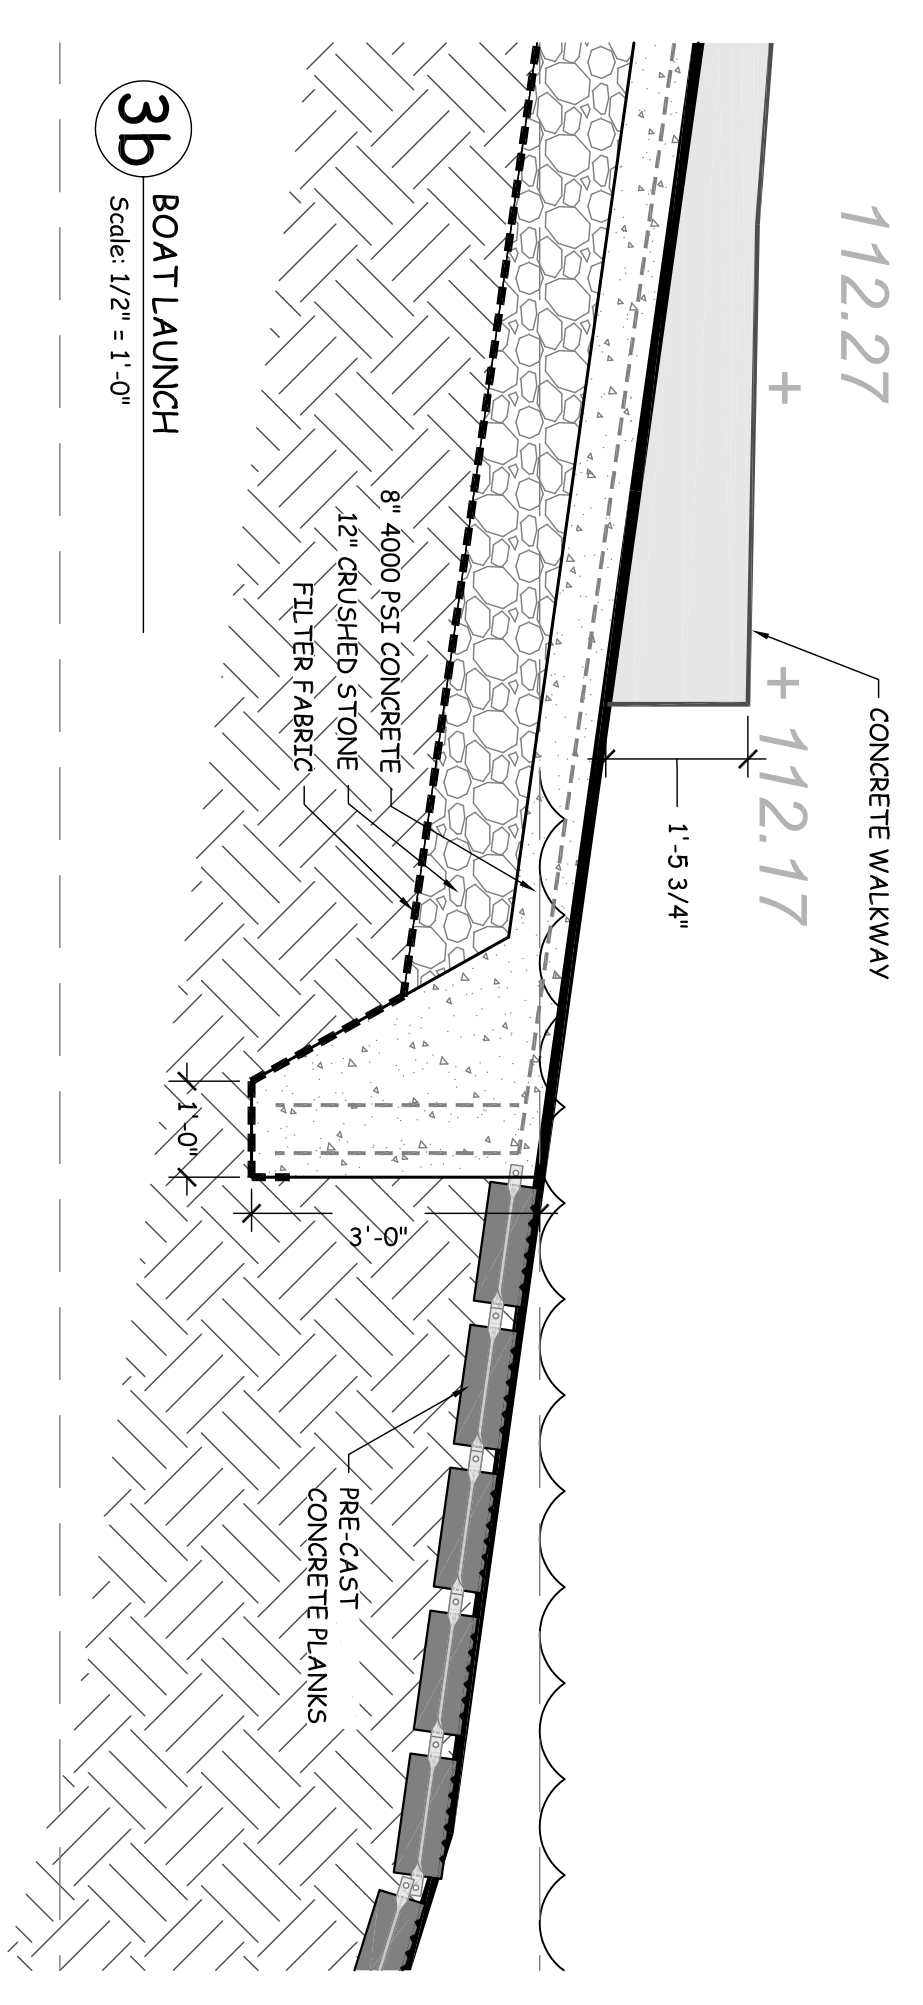 112.27
+
+ 112.17
CONCRETE WALKWAY
1'-5 3/4"
8" 4000 PSI CONCRETE
12" CRUSHED STONE
FILTER FABRIC
1'-0"
3'-0"
PRE-CAST
CONCRETE PLANKS
3b
BOAT LAUNCH
Scale: 1/2" = 1'-0"